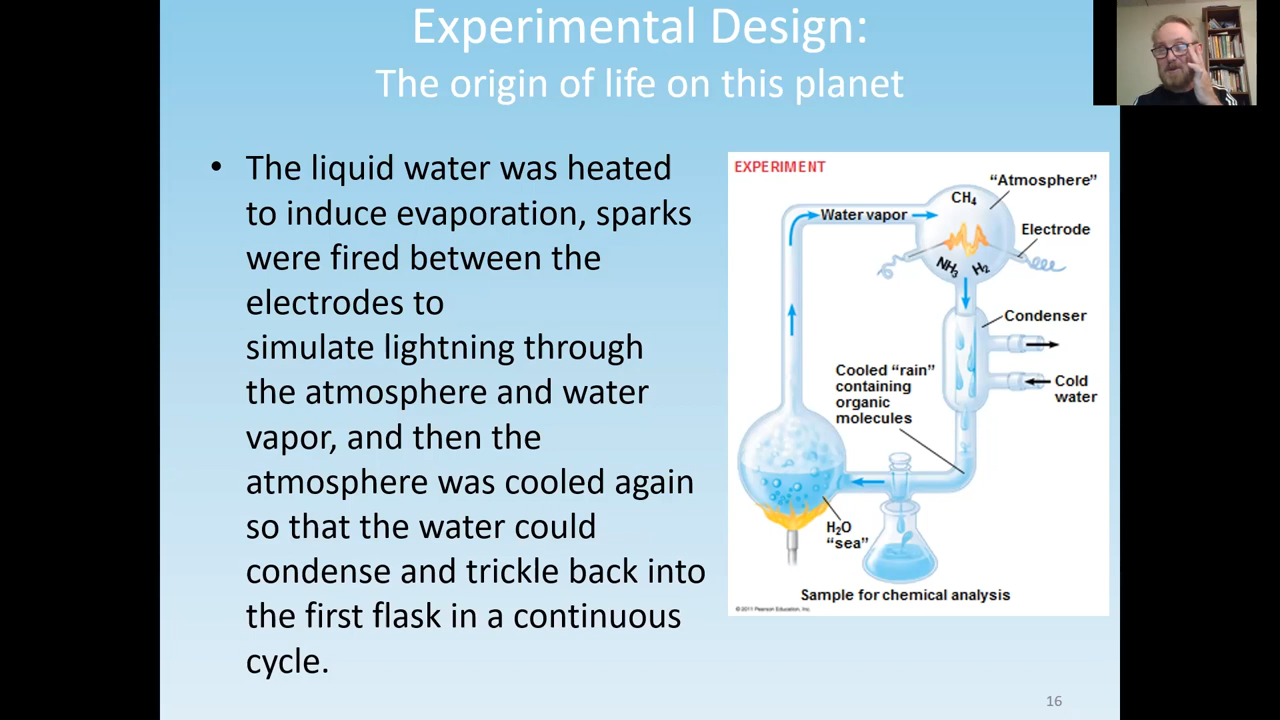 Experimental Design:
The origin of life on this planet
• The liquid water was heated
to induce evaporation, sparks
were fired between the
electrodes to
simulate lightning through
the atmosphere and water
vapor, and then the
atmosphere was cooled again
so that the water could
condense and trickle back into
the first flask in a continuous
cycle.
EXPERIMENT
"Atmosphere"
CH₄
Water vapor
Electrode
NH₃ H₂
Condenser
Cooled "rain"
containing
organic
molecules
Cold
water
H₂O
"sea"
Sample for chemical analysis
© 2011 Pearson Education, Inc.
16